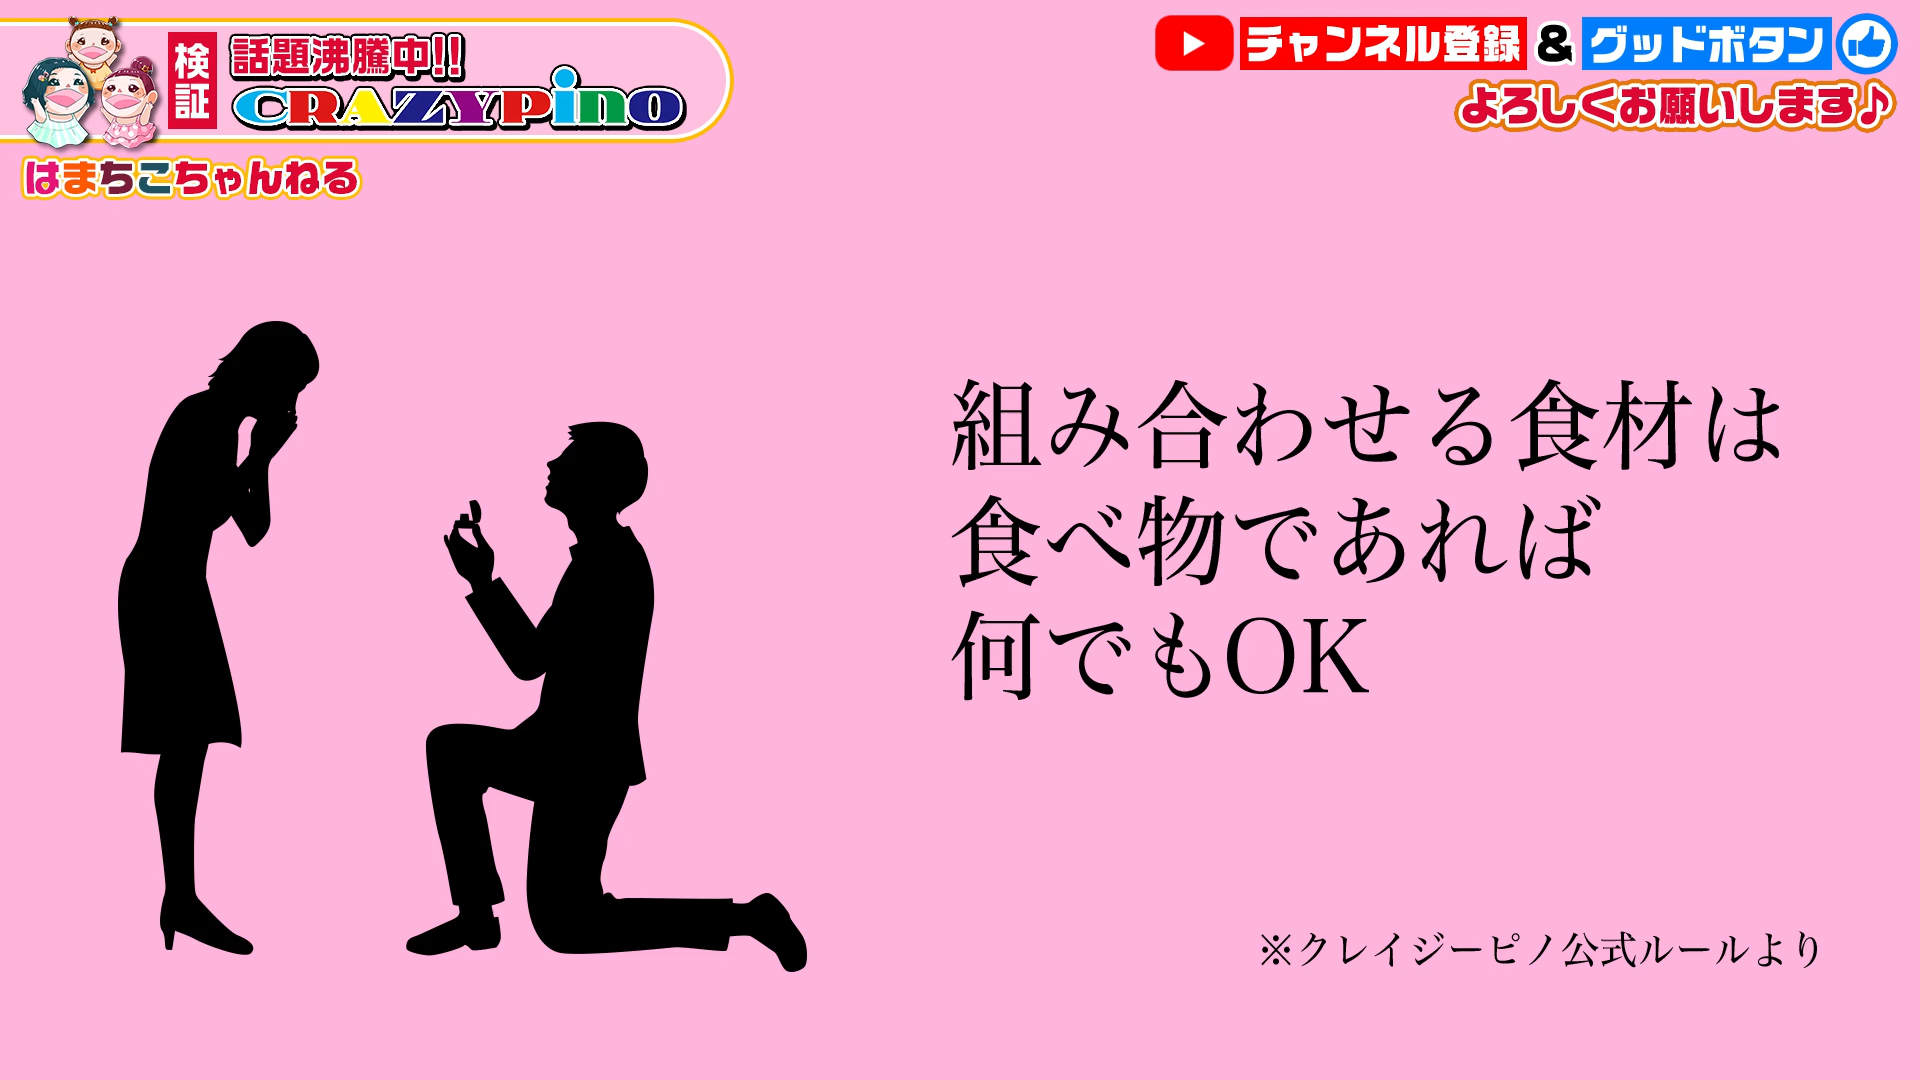 検証
話題沸騰中!!
CRAZYPino
はまちこちゃんねる
チャンネル登録 & グッドボタン
よろしくお願いします♪
組み合わせる食材は
食べ物であれば
何でもOK
※クレイジーピノ公式ルールより